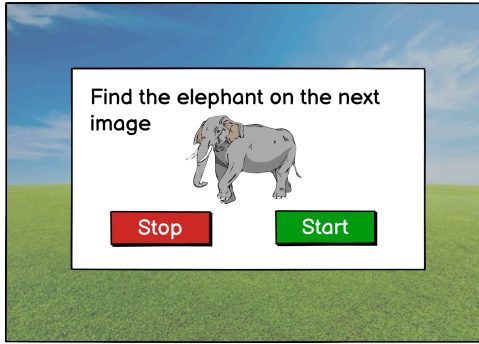 Find the elephant on the next
image
Stop
Start